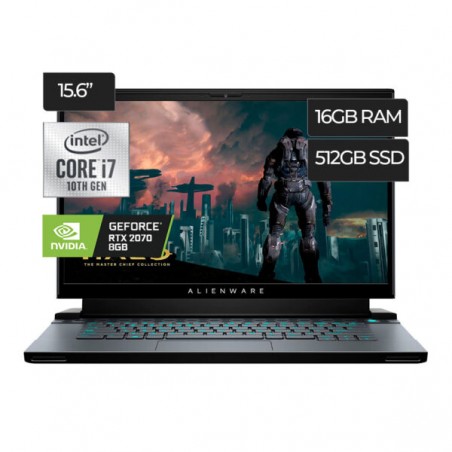 15.6”
16GB RAM
512GB SSD
intel
CORE i7
10TH GEN
NVIDIA
GEFORCE
RTX 2070
8GB
THE MASTER CHIEF COLLECTION
ALIENWARE